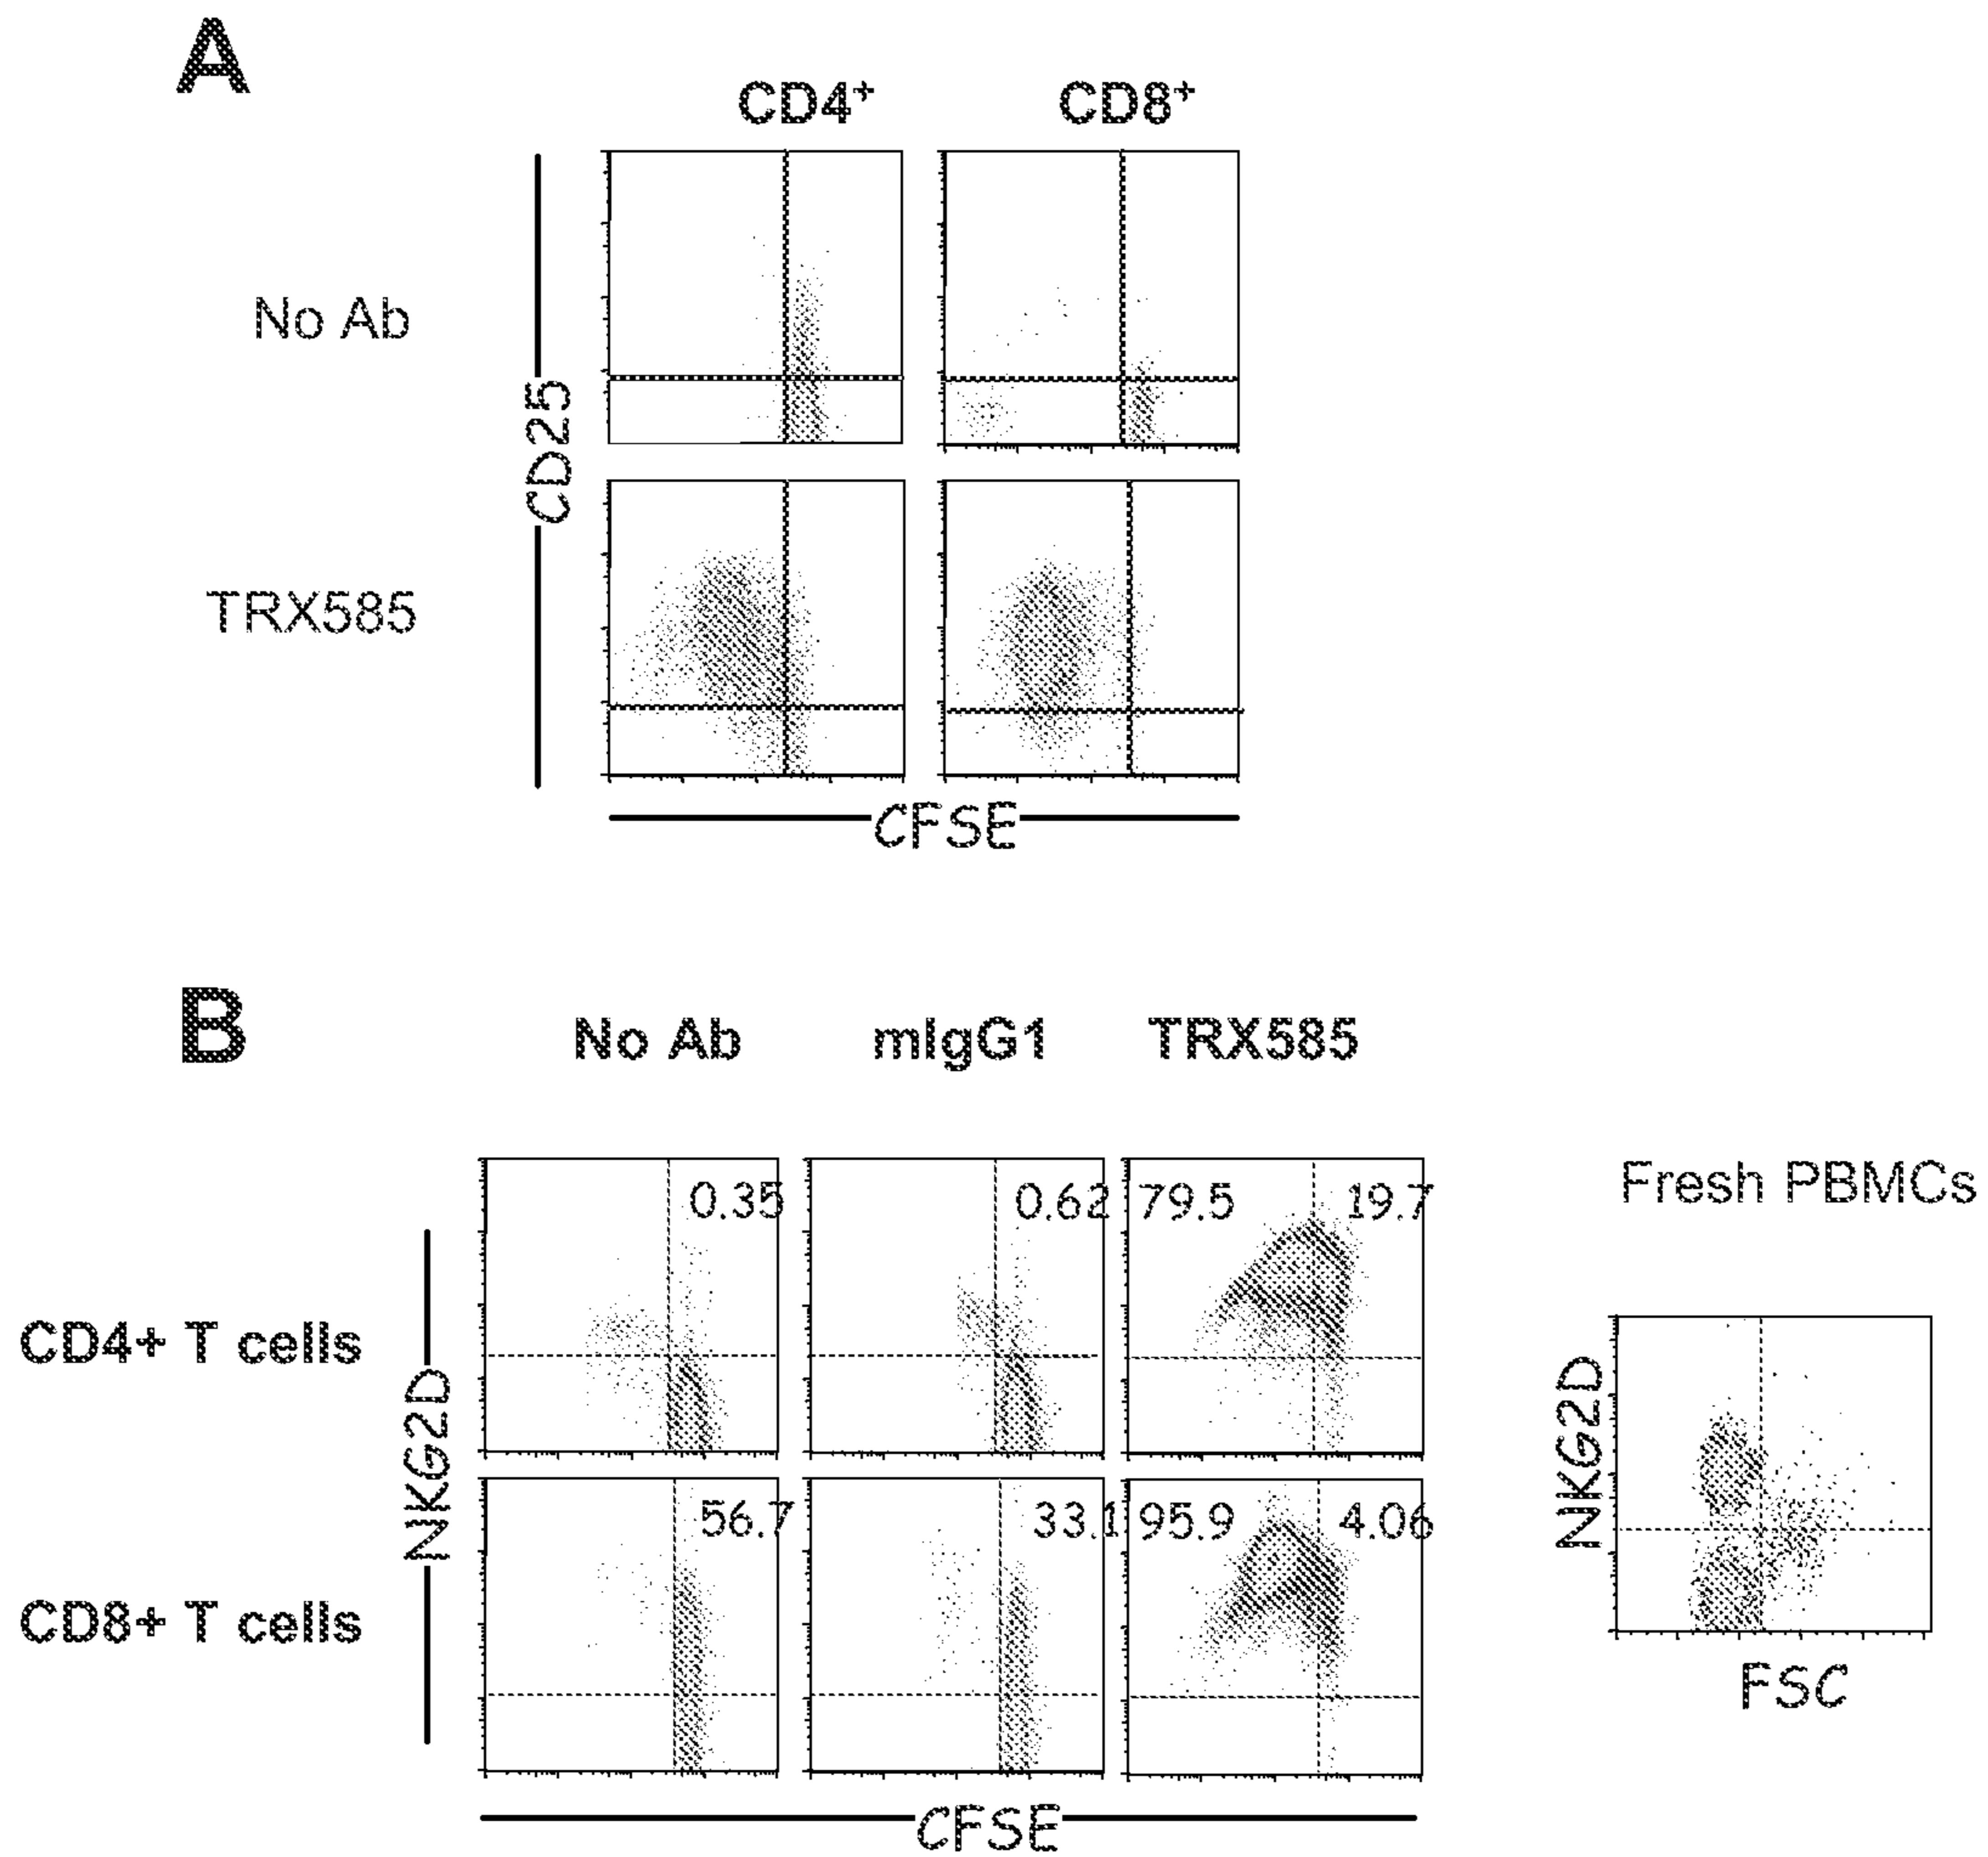 A
CD4+ CD8+
No Ab
CD25
TRX585
CFSE
B
No Ab mIgG1 TRX585
Fresh PBMCs
0.35 0.62 79.5 19.7
CD4+ T cells
NKG2D
56.7 33.1 95.9 4.06
NKG2D
CD8+ T cells
FSC
CFSE